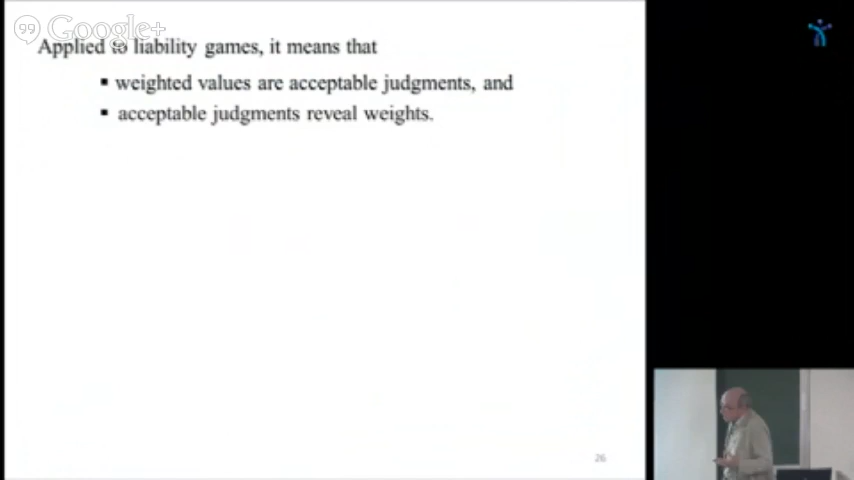 Google+
Applied to liability games, it means that
▪ weighted values are acceptable judgments, and
▪ acceptable judgments reveal weights.
26